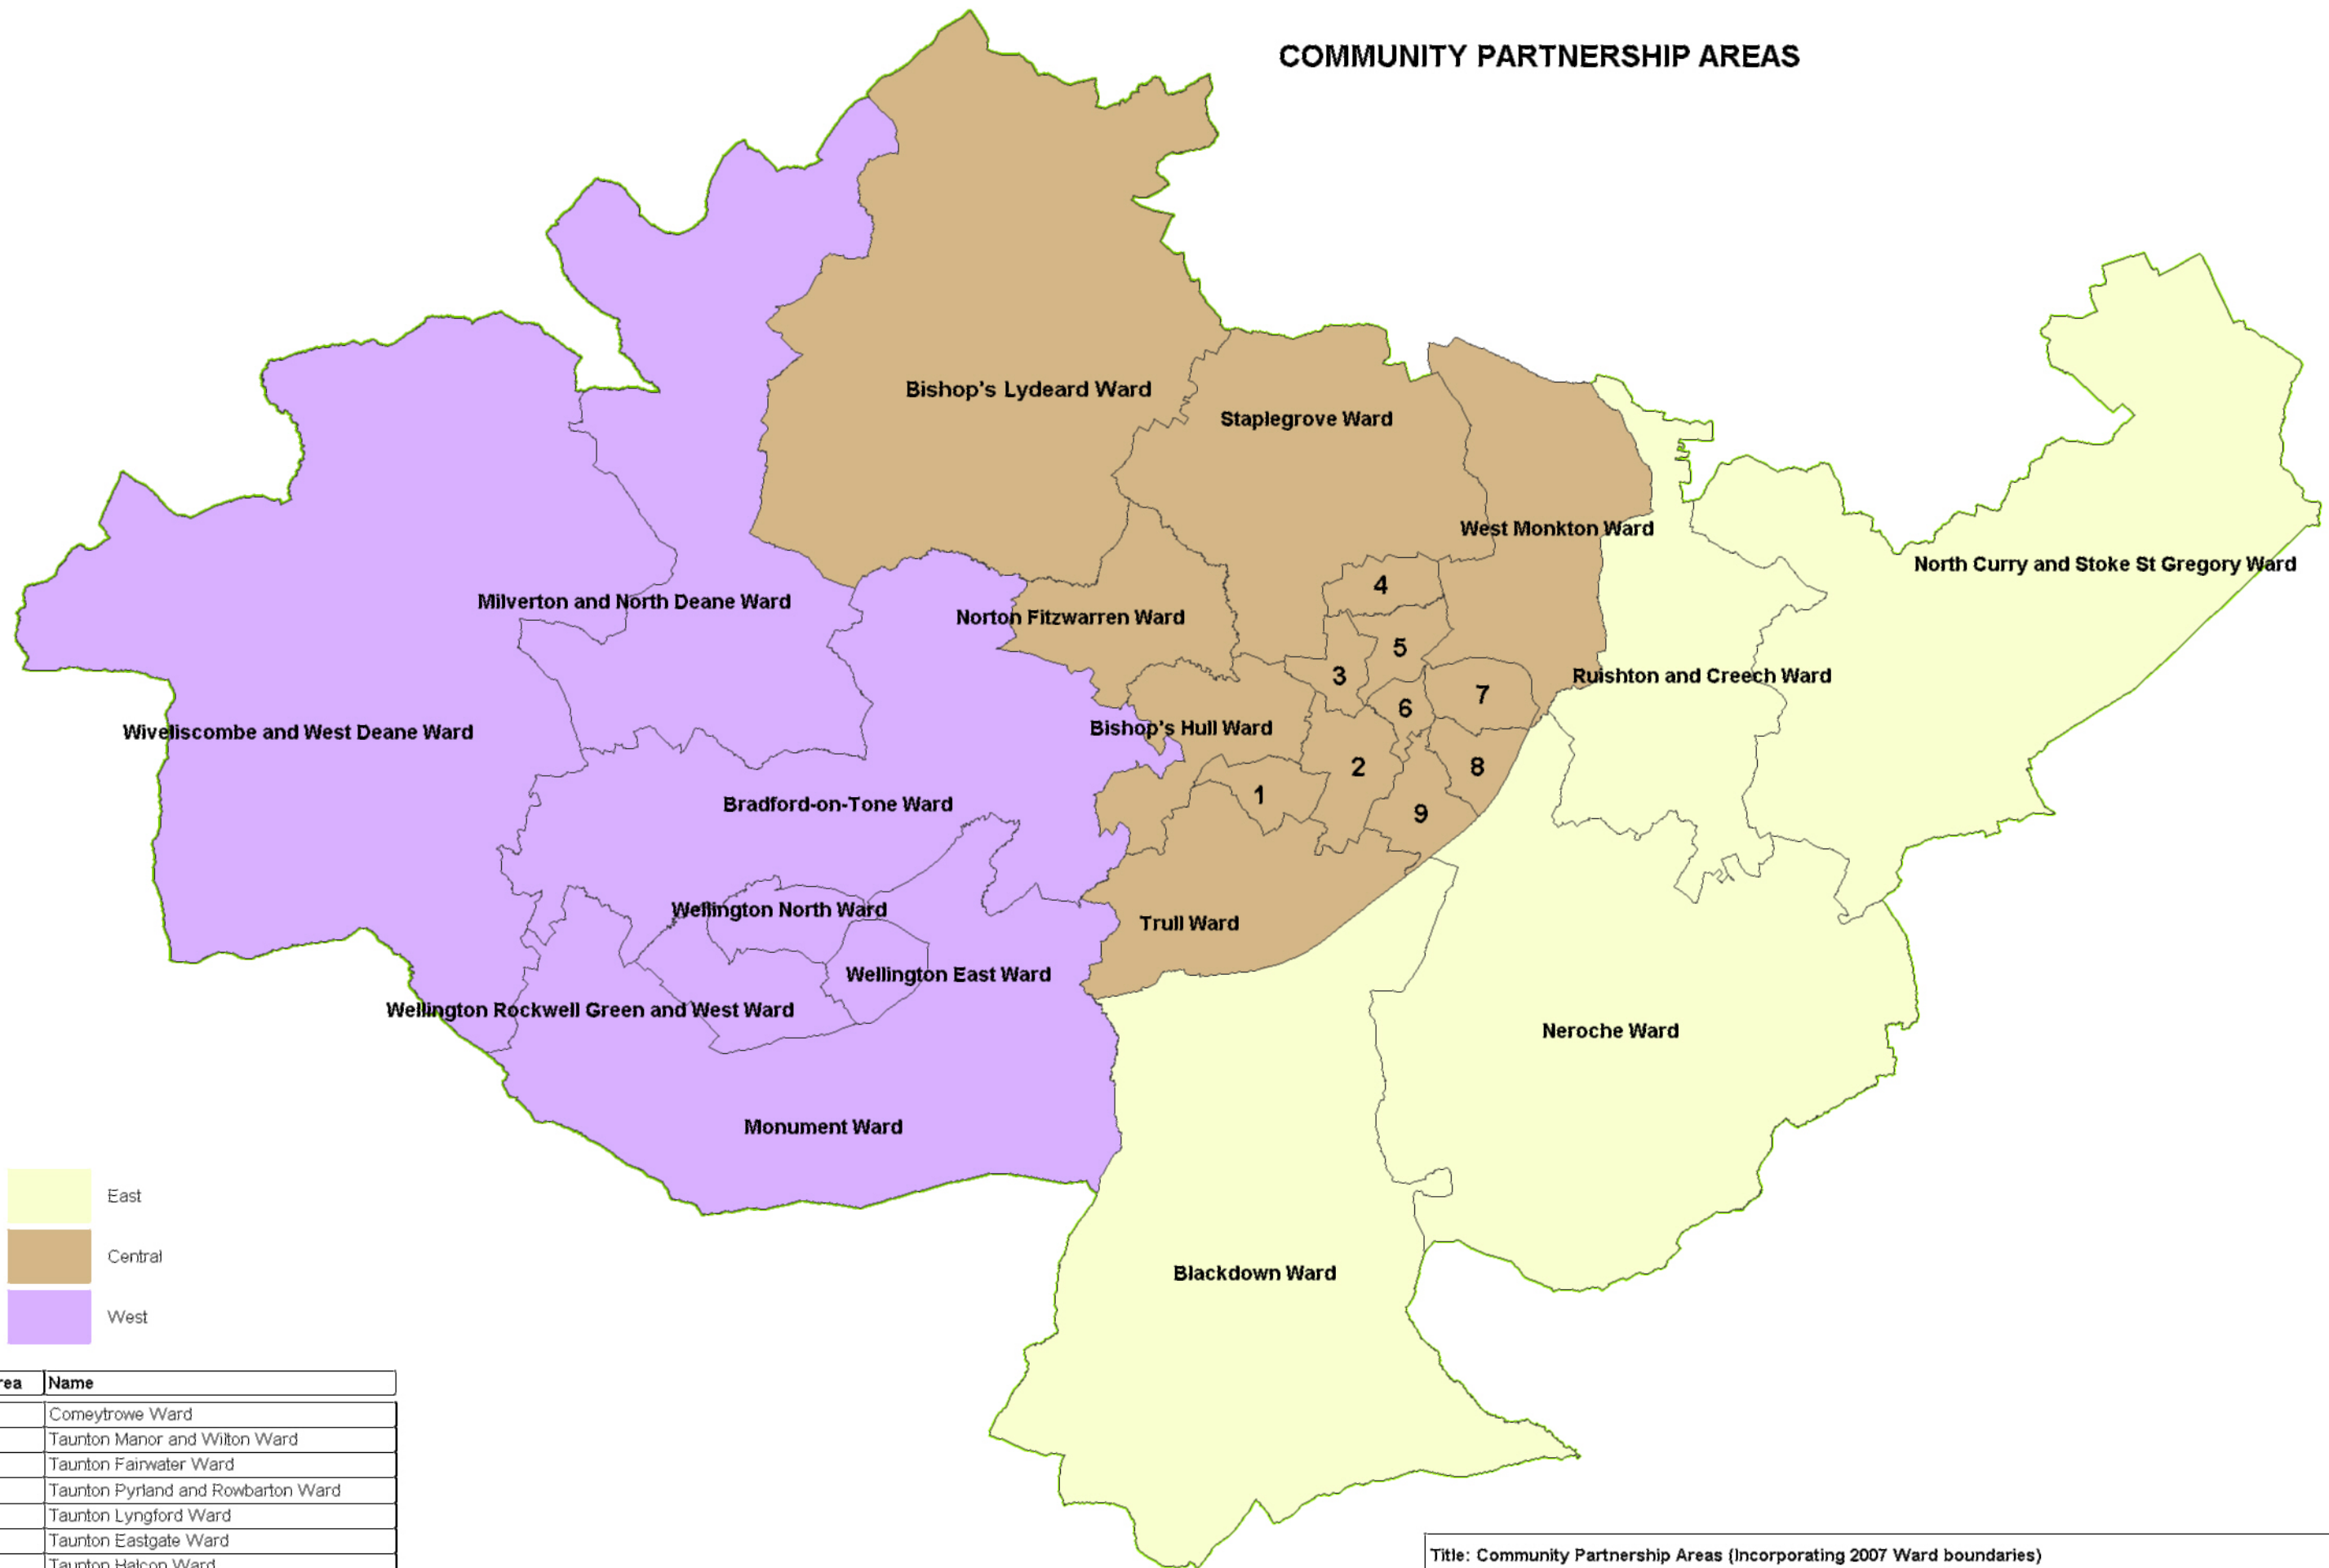 COMMUNITY PARTNERSHIP AREAS
Bishop's Lydeard Ward
Staplegrove Ward
West Monkton Ward
North Curry and Stoke St Gregory Ward
4
Milverton and North Deane Ward
Norton Fitzwarren Ward
5
3
Ruishton and Creech Ward
7
6
Bishop's Hull Ward
Wiveliscombe and West Deane Ward
2
8
1
Bradford-on-Tone Ward
9
Wellington North Ward
Trull Ward
Wellington East Ward
Wellington Rockwell Green and West Ward
Neroche Ward
Monument Ward
East
Central
Blackdown Ward
West
rea Name
Comeytrowe Ward
Taunton Manor and Wilton Ward
Taunton Fairwater Ward
Taunton Pyrland and Rowbarton Ward
Taunton Lyngford Ward
Taunton Eastgate Ward
Taunton Halcon Ward
Title: Community Partnership Areas (Incorporating 2007 Ward boundaries)